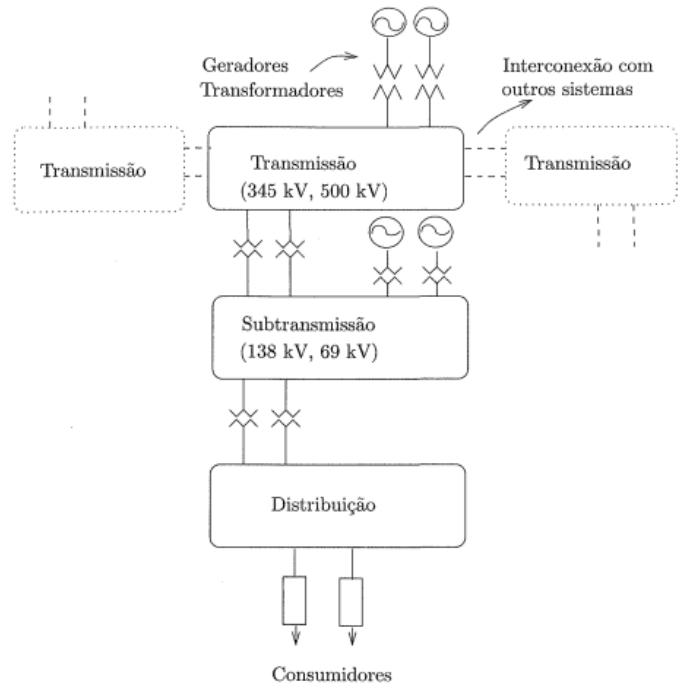 Geradores
Transformadores
Interconexão com
outros sistemas
Transmissão
Transmissão
(345 kV, 500 kV)
Transmissão
Subtransmissão
(138 kV, 69 kV)
Distribuição
Consumidores